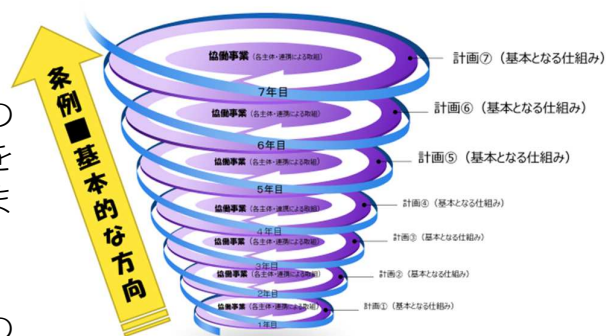 協働事業(各主体・連携による取組)
計画⑦(基本となる仕組み)
7年目
協働事業(各主体・連携による取組)
計画⑥(基本となる仕組み)
6年目
協働事業(各主体・連携による取組)
計画⑤(基本となる仕組み)
5年目
協働事業(各主体・連携による取組)
計画④(基本となる仕組み)
4年目
協働事業(各主体・連携による取組)
計画③(基本となる仕組み)
3年目
協働事業(各主体・連携による取組)
計画②(基本となる仕組み)
2年目
協働事業(各主体・連携による取組)
計画①(基本となる仕組み)
1年目
条例■基本的な方向
の
を